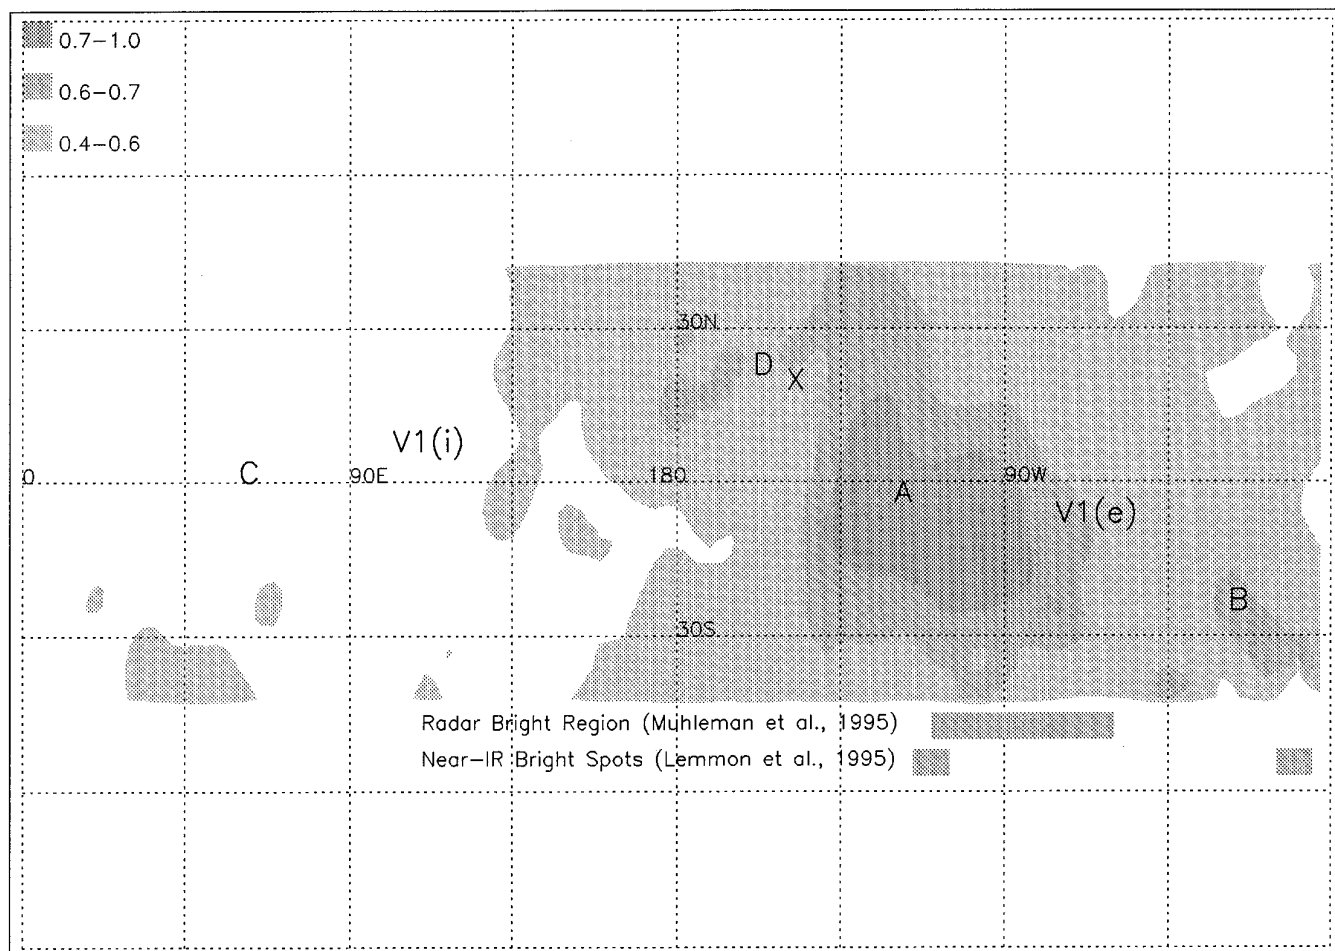 0.7–1.0
0.6–0.7
0.4–0.6
30N
D
X
V1(i)
0
C
90E
180
A
90W
V1(e)
B
30S
Radar Bright Region (Muhleman et al., 1995)
Near–IR Bright Spots (Lemmon et al., 1995)